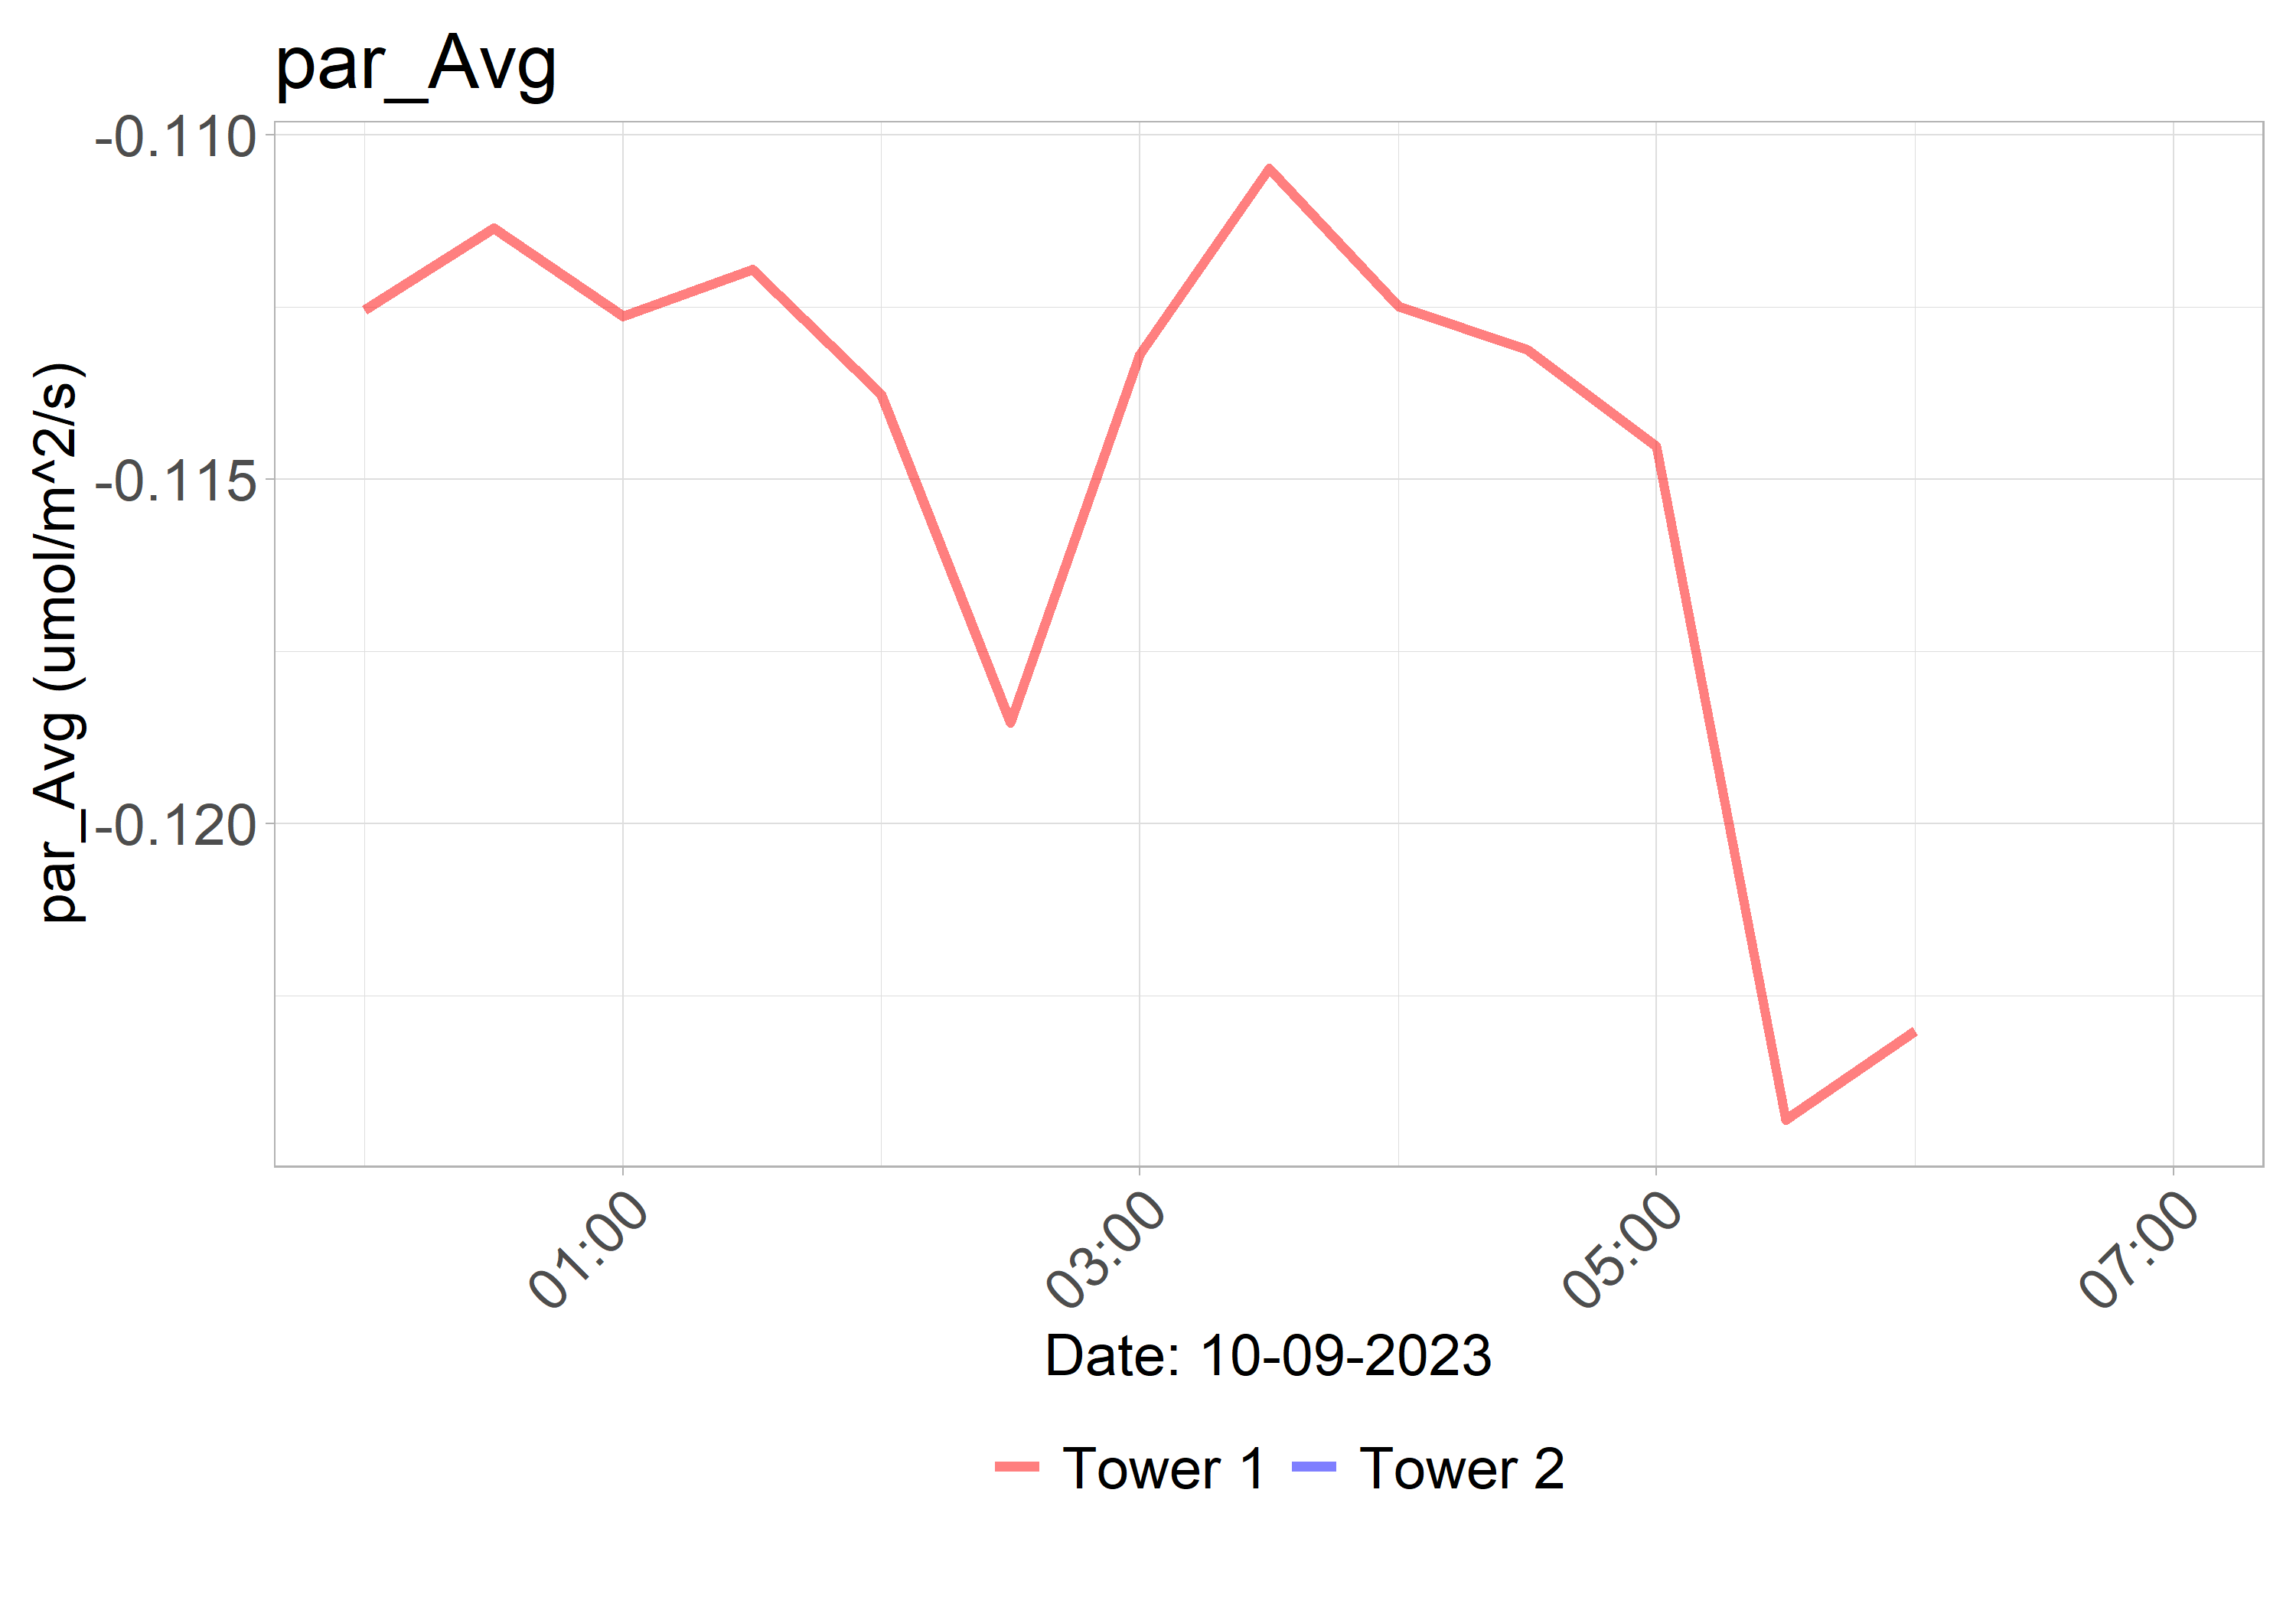 par_Avg
par_Avg (umol/m^2/s)
-0.110
-0.115
-0.120
01:00 03:00 05:00 07:00
Date: 10-09-2023
Tower 1 Tower 2